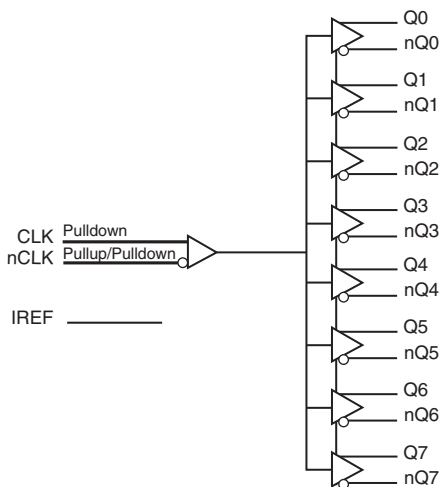 Q0
nQ0
Q1
nQ1
Q2
nQ2
Q3
nQ3
CLK Pulldown
nCLK Pullup/Pulldown
Q4
nQ4
IREF
Q5
nQ5
Q6
nQ6
Q7
nQ7